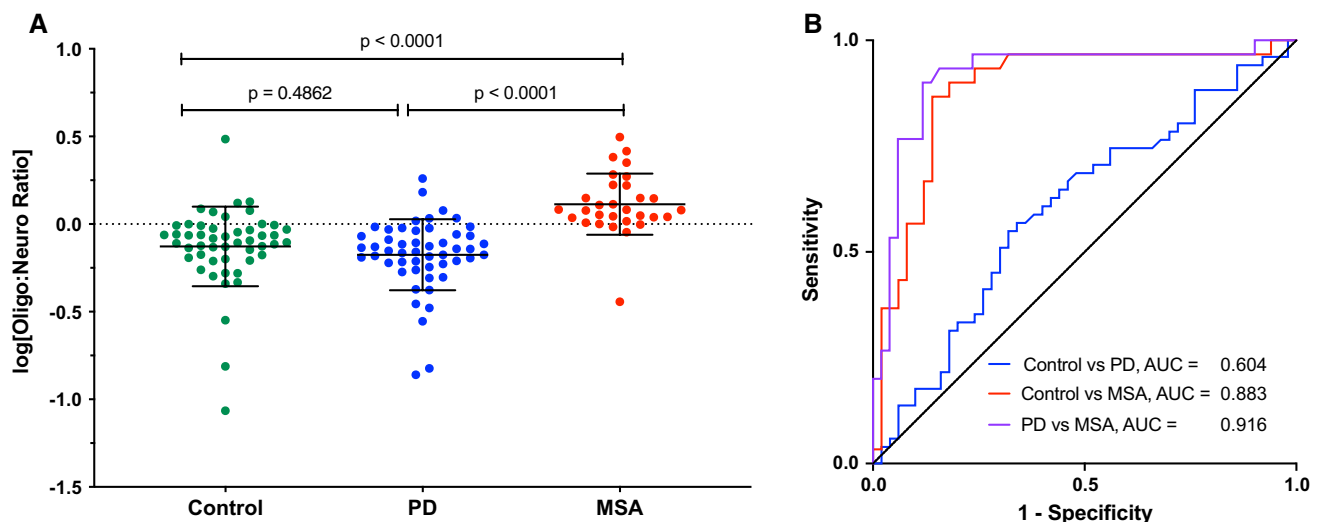 A
log[Oligo:Neuro Ratio]
1.0
0.5
0.0
-0.5
-1.0
-1.5
p < 0.0001
p = 0.4862
p < 0.0001
Control
PD
MSA
B
Sensitivity
1.0
0.5
0.0
Control vs PD, AUC = 0.604
Control vs MSA, AUC = 0.883
PD vs MSA, AUC = 0.916
0.0
0.5
1.0
1 - Specificity